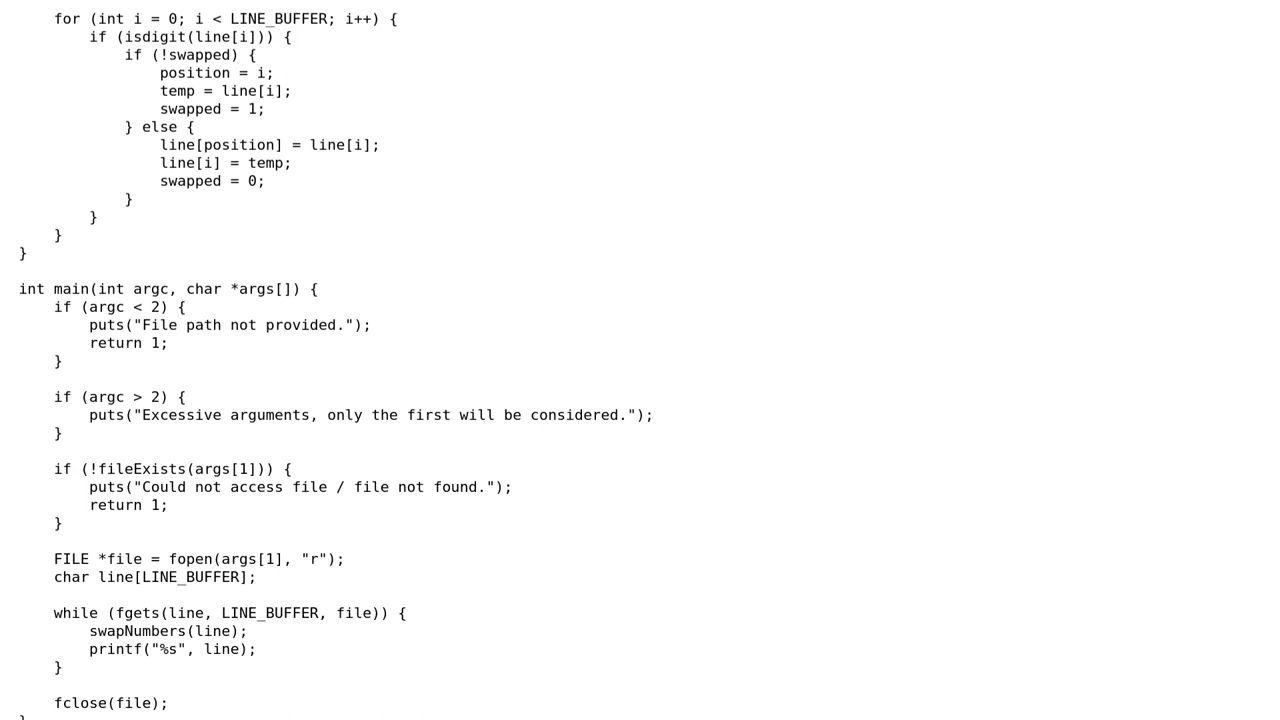 for (int i = 0; i < LINE_BUFFER; i++) {
        if (isdigit(line[i])) {
            if (!swapped) {
                position = i;
                temp = line[i];
                swapped = 1;
            } else {
                line[position] = line[i];
                line[i] = temp;
                swapped = 0;
            }
        }
    }
}

int main(int argc, char *args[]) {
    if (argc < 2) {
        puts("File path not provided.");
        return 1;
    }

    if (argc > 2) {
        puts("Excessive arguments, only the first will be considered.");
    }

    if (!fileExists(args[1])) {
        puts("Could not access file / file not found.");
        return 1;
    }

    FILE *file = fopen(args[1], "r");
    char line[LINE_BUFFER];

    while (fgets(line, LINE_BUFFER, file)) {
        swapNumbers(line);
        printf("%s", line);
    }

    fclose(file);
}